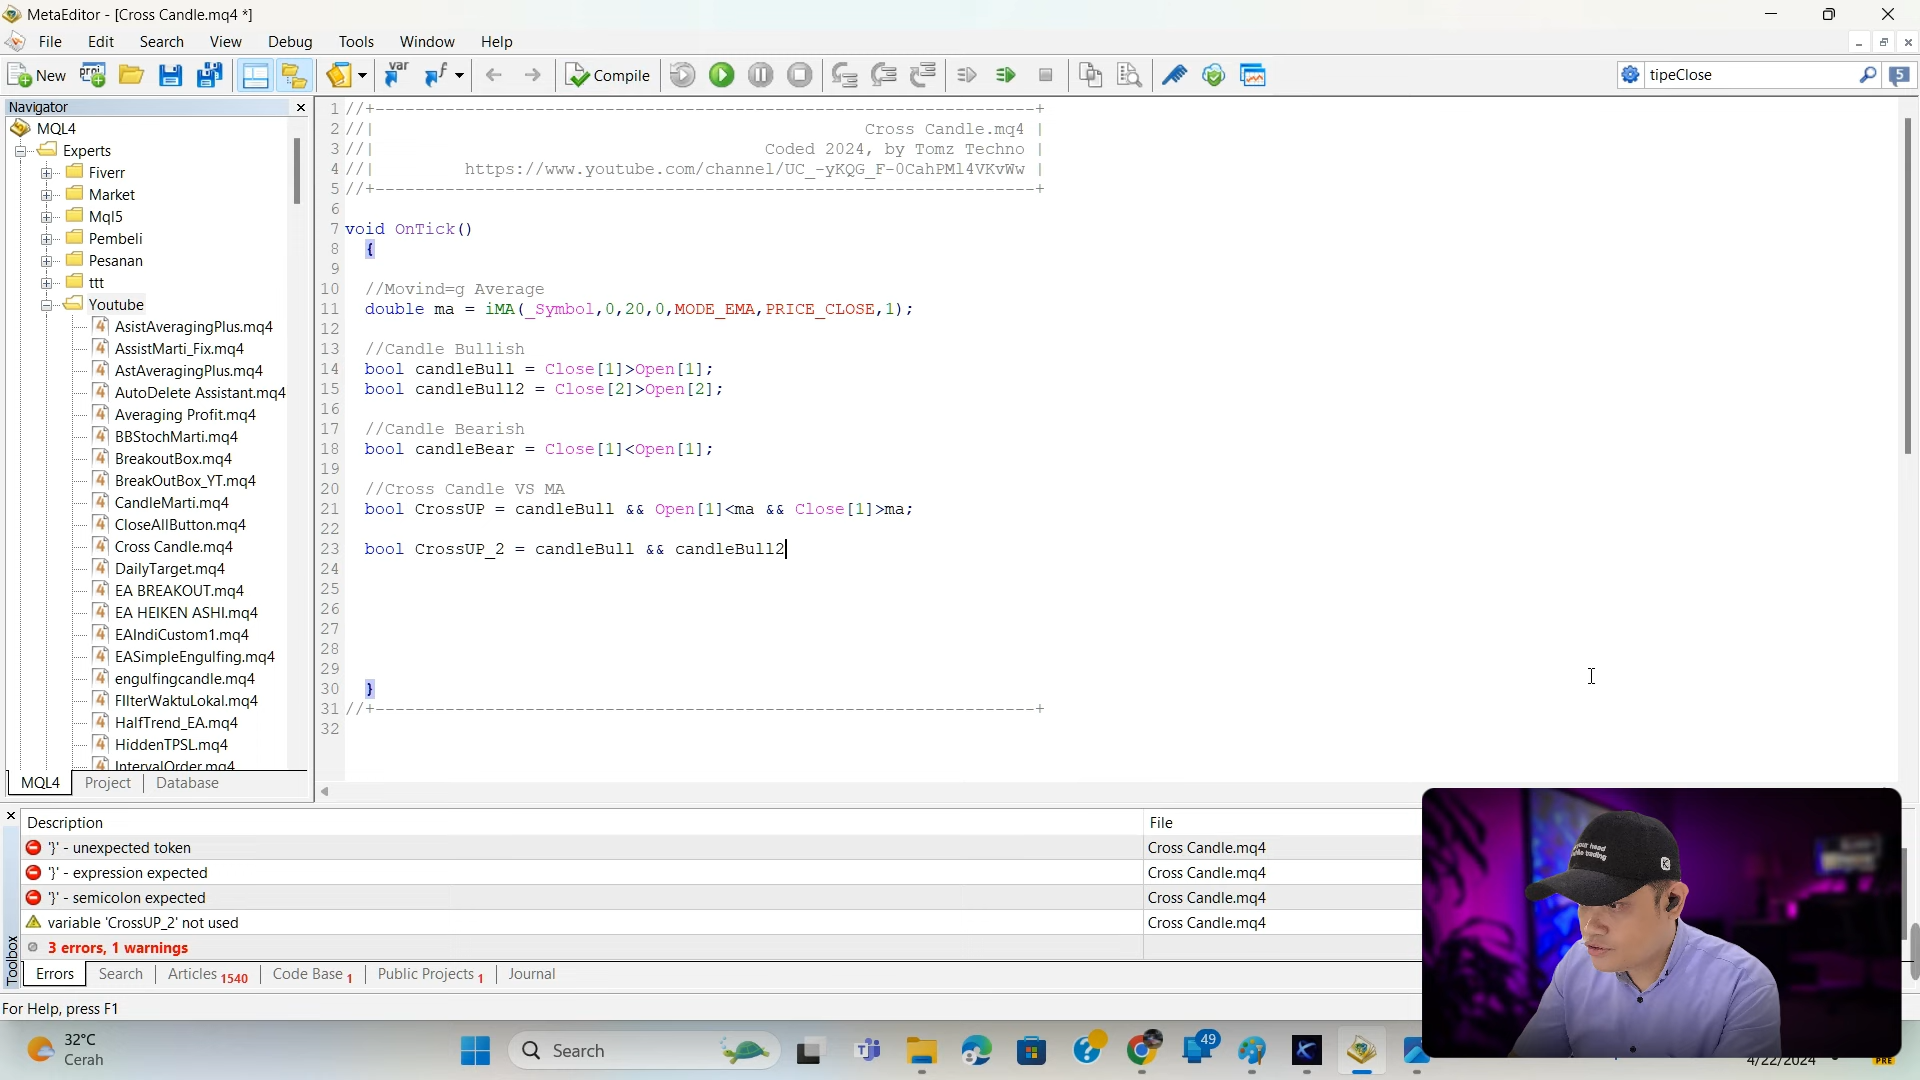 MetaEditor - [Cross Candle.mq4 *]
File Edit Search View Debug Tools Window Help
New Compile tipeClose 5
Navigator
MQL4
Experts
Fiverr
Market
Mql5
Pembeli
Pesanan
ttt
Youtube
AsistAveragingPlus.mq4
AssistMarti_Fix.mq4
AstAveragingPlus.mq4
AutoDelete Assistant.mq4
Averaging Profit.mq4
BBStochMarti.mq4
BreakoutBox.mq4
BreakOutBox_YT.mq4
CandleMarti.mq4
CloseAllButton.mq4
Cross Candle.mq4
DailyTarget.mq4
EA BREAKOUT.mq4
EA HEIKEN ASHI.mq4
EAIndiCustom1.mq4
EASimpleEngulfing.mq4
engulfingcandle.mq4
FIlterWaktuLokal.mq4
HalfTrend_EA.mq4
HiddenTPSL.mq4
IntervalOrder.mq4
MQL4 Project Database
1 //+------------------------------------------------------------------+
2 //| Cross Candle.mq4 |
3 //| Coded 2024, by Tomz Techno |
4 //| https://www.youtube.com/channel/UC_-yKQG_F-0CahPMl4VKvWw |
5 //+------------------------------------------------------------------+
6
7 void OnTick()
8 {
9
10 //Movind=g Average
11 double ma = iMA(_Symbol,0,20,0,MODE_EMA,PRICE_CLOSE,1);
12
13 //Candle Bullish
14 bool candleBull = Close[1]>Open[1];
15 bool candleBull2 = Close[2]>Open[2];
16
17 //Candle Bearish
18 bool candleBear = Close[1]<Open[1];
19
20 //Cross Candle VS MA
21 bool CrossUP = candleBull && Open[1]<ma && Close[1]>ma;
22
23 bool CrossUP_2 = candleBull && candleBull2
24
25
26
27
28
29
30 }
31 //+------------------------------------------------------------------+
32
Description File
'}' - unexpected token Cross Candle.mq4
'}' - expression expected Cross Candle.mq4
'}' - semicolon expected Cross Candle.mq4
variable 'CrossUP_2' not used Cross Candle.mq4
3 errors, 1 warnings
Toolbox
Errors Search Articles 1540 Code Base 1 Public Projects 1 Journal
For Help, press F1
32°C
Cerah
Search
49
4/22/2024
PRE